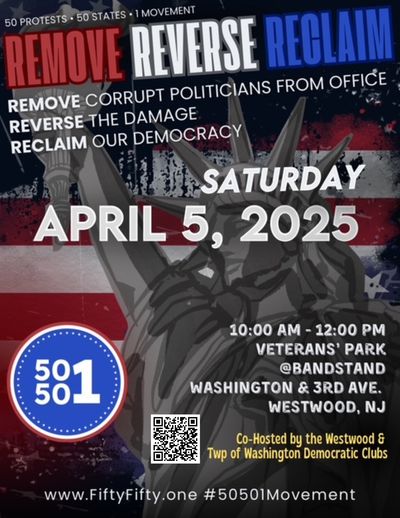 50 PROTESTS • 50 STATES • 1 MOVEMENT
REMOVE REVERSE RECLAIM
REMOVE CORRUPT POLITICIANS FROM OFFICE
REVERSE THE DAMAGE
RECLAIM OUR DEMOCRACY
SATURDAY
APRIL 5, 2025
10:00 AM - 12:00 PM
VETERANS' PARK
@BANDSTAND
WASHINGTON & 3RD AVE.
WESTWOOD, NJ
50
50
1
Co-Hosted by the Westwood &
Twp of Washington Democratic Clubs
www.FiftyFifty.one #50501Movement